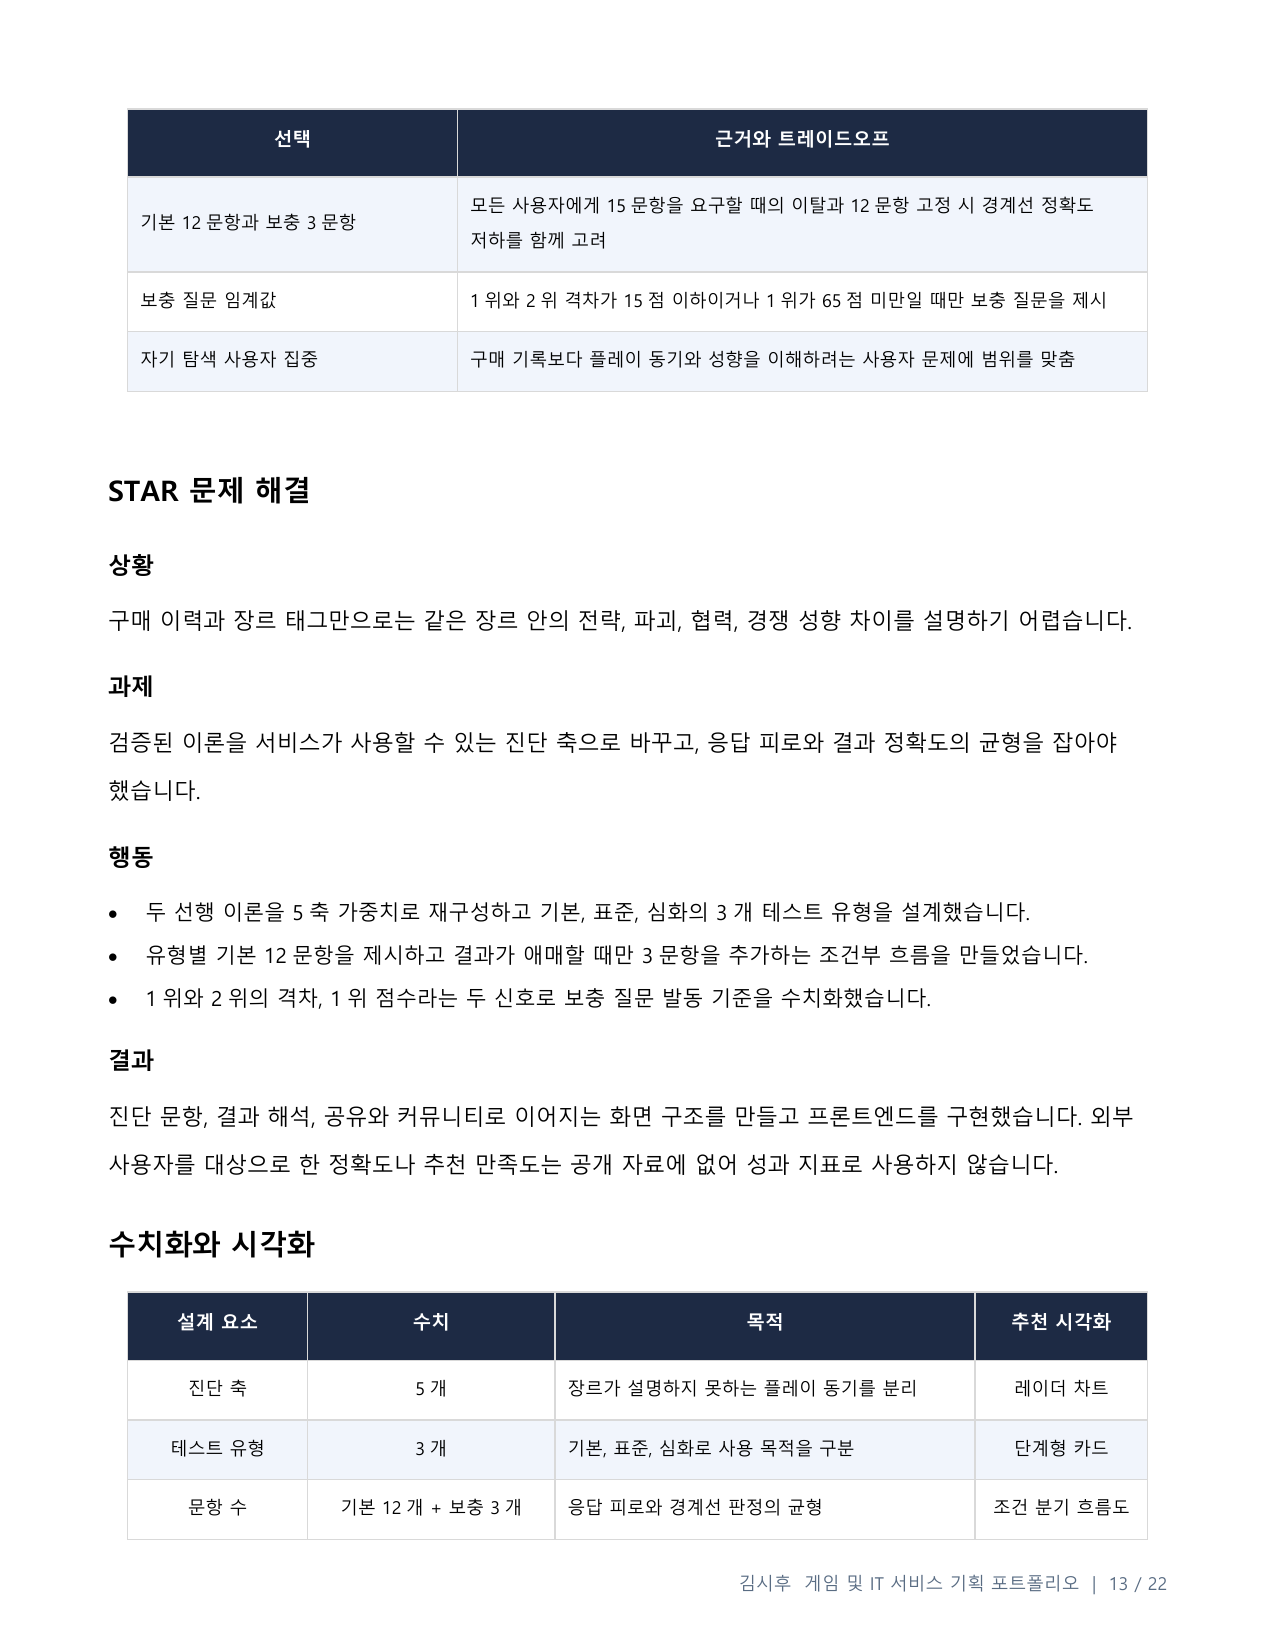 선택 근거와 트레이드오프
기본 12 문항과 보충 3 문항 모든 사용자에게 15 문항을 요구할 때의 이탈과 12 문항 고정 시 경계선 정확도
저하를 함께 고려
보충 질문 임계값 1 위와 2 위 격차가 15 점 이하이거나 1 위가 65 점 미만일 때만 보충 질문을 제시
자기 탐색 사용자 집중 구매 기록보다 플레이 동기와 성향을 이해하려는 사용자 문제에 범위를 맞춤
STAR 문제 해결
상황
구매 이력과 장르 태그만으로는 같은 장르 안의 전략, 파괴, 협력, 경쟁 성향 차이를 설명하기 어렵습니다.
과제
검증된 이론을 서비스가 사용할 수 있는 진단 축으로 바꾸고, 응답 피로와 결과 정확도의 균형을 잡아야
했습니다.
행동
• 두 선행 이론을 5 축 가중치로 재구성하고 기본, 표준, 심화의 3 개 테스트 유형을 설계했습니다.
• 유형별 기본 12 문항을 제시하고 결과가 애매할 때만 3 문항을 추가하는 조건부 흐름을 만들었습니다.
• 1 위와 2 위의 격차, 1 위 점수라는 두 신호로 보충 질문 발동 기준을 수치화했습니다.
결과
진단 문항, 결과 해석, 공유와 커뮤니티로 이어지는 화면 구조를 만들고 프론트엔드를 구현했습니다. 외부
사용자를 대상으로 한 정확도나 추천 만족도는 공개 자료에 없어 성과 지표로 사용하지 않습니다.
수치화와 시각화
설계 요소 수치 목적 추천 시각화
진단 축 5 개 장르가 설명하지 못하는 플레이 동기를 분리 레이더 차트
테스트 유형 3 개 기본, 표준, 심화로 사용 목적을 구분 단계형 카드
문항 수 기본 12 개 + 보충 3 개 응답 피로와 경계선 판정의 균형 조건 분기 흐름도
김시후 게임 및 IT 서비스 기획 포트폴리오 | 13 / 22